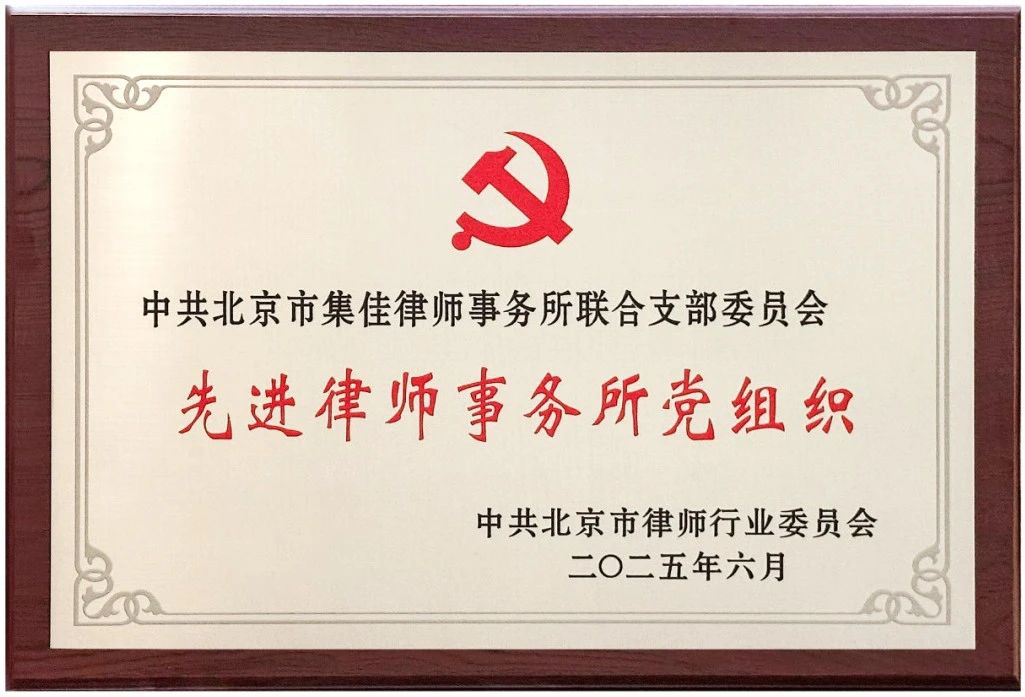 中共北京市集佳律师事务所联合支部委员会
先进律师事务所党组织
中共北京市律师行业委员会
二〇二五年六月